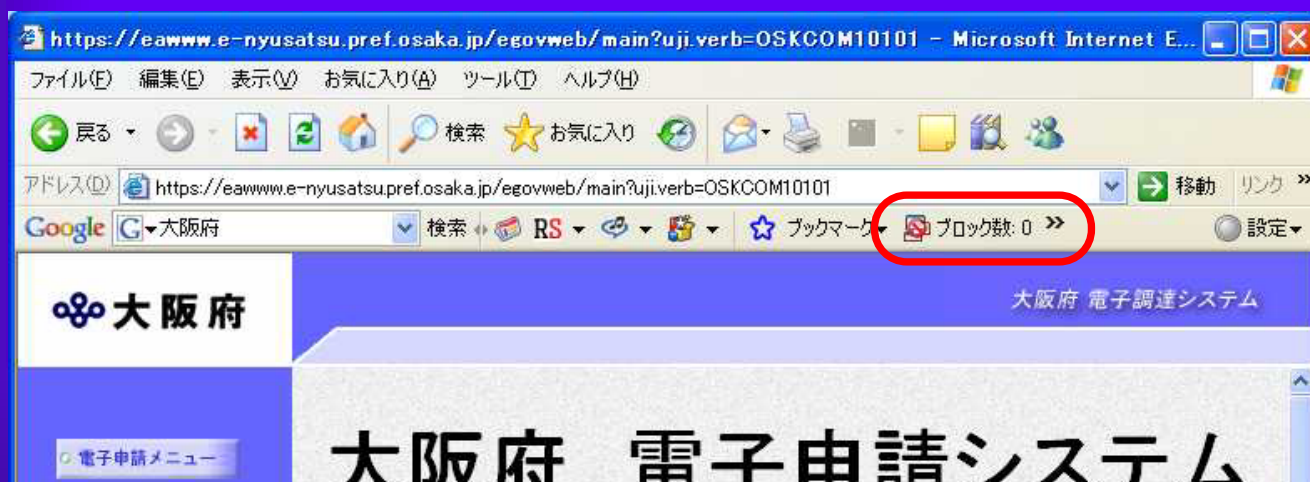 https://eawww.e-nyusatsu.pref.osaka.jp/egovweb/main?uji.verb=OSKCOM10101 - Microsoft Internet E...
ファイル(F) 編集(E) 表示(V) お気に入り(A) ツール(T) ヘルプ(H)
戻る 検索 お気に入り
アドレス(D) https://eawww.e-nyusatsu.pref.osaka.jp/egovweb/main?uji.verb=OSKCOM10101 移動 リンク »
Google G 大阪府 検索 RS ブックマーク ブロック数: 0 » 設定
大阪府
大阪府 電子調達システム
電子申請メニュー
大阪府 電子申請システム